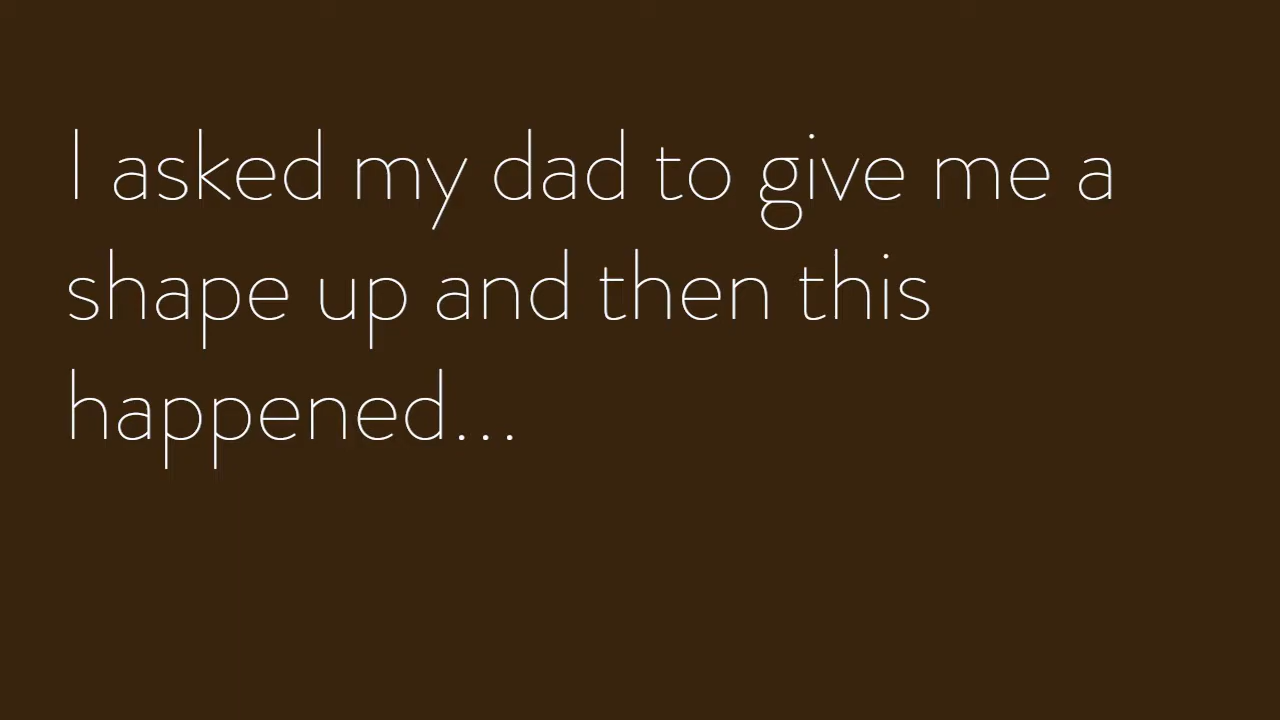 I asked my dad to give me a
shape up and then this
happened...